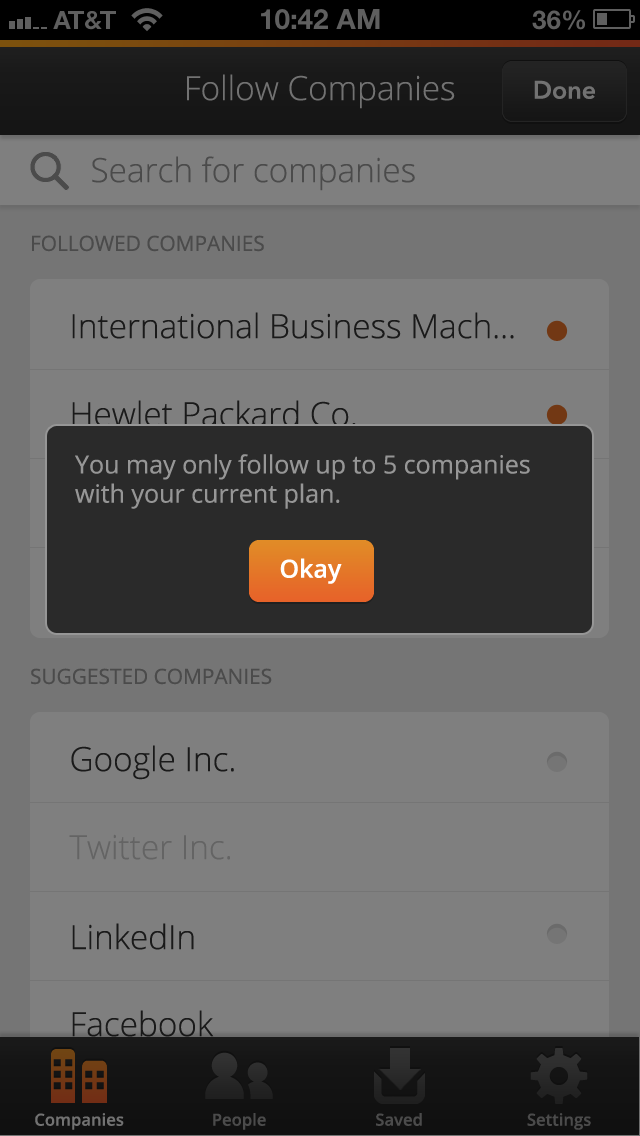 AT&T 10:42 AM 36%
Follow Companies Done
Search for companies
FOLLOWED COMPANIES
International Business Mach...
Hewlet Packard Co.
You may only follow up to 5 companies
with your current plan.
Okay
SUGGESTED COMPANIES
Google Inc.
Twitter Inc.
LinkedIn
Facebook
Companies People Saved Settings